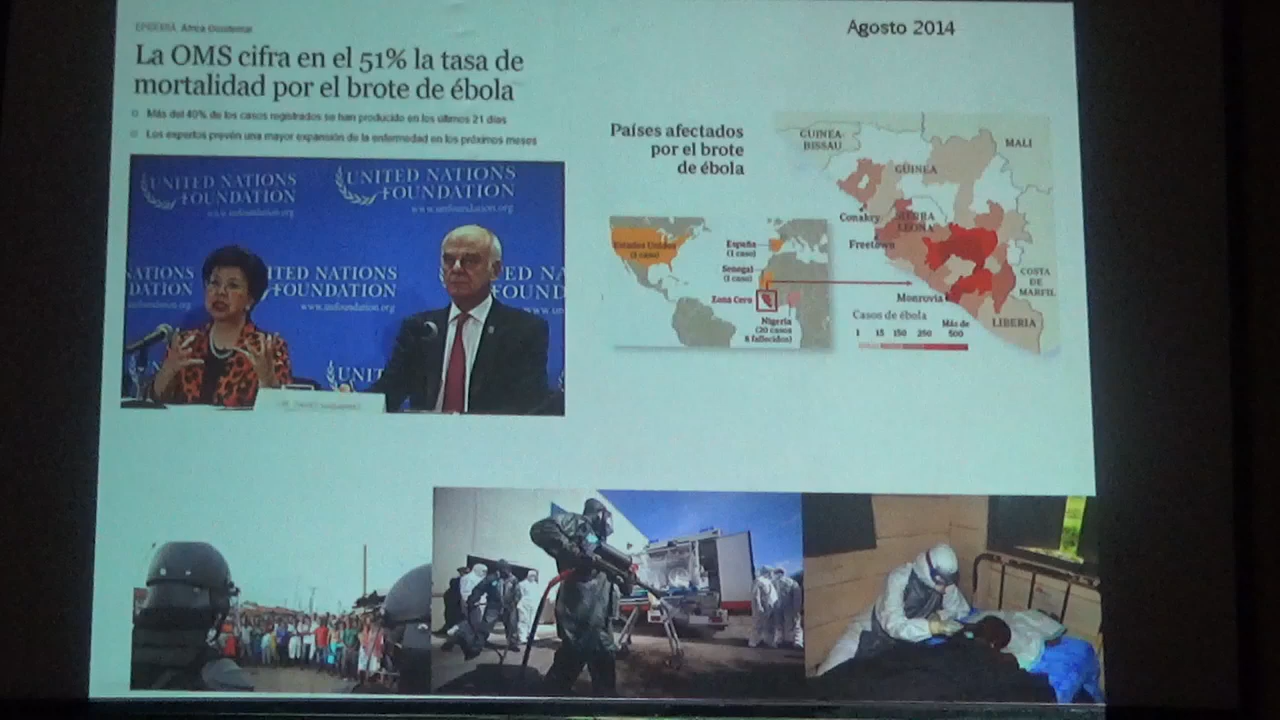 EPIDEMIA África Occidental
La OMS cifra en el 51% la tasa de
mortalidad por el brote de ébola
Más del 40% de los casos registrados se han producido en los últimos 21 días
Los expertos prevén una mayor expansión de la enfermedad en los próximos meses
UNITED NATIONS
FOUNDATION
www.unfoundation.org
UNITED NATIONS
FOUNDATION
www.unfoundation.org
NATIONS
DATION
ITED NATIONS
FOUNDATION
www.unfoundation.org
ED NA
FOUND
www.un
UNIT
Agosto 2014
Países afectados
por el brote
de ébola
Estados Unidos
(1 caso)
España
(1 caso)
Senegal
(1 caso)
Zona Cero
Nigeria
(20 casos
8 fallecidos)
GUINEA-
BISSAU
MALI
GUINEA
Conakry
SIERRA
LEONA
Freetown
COSTA
DE
MARFIL
Monrovia
LIBERIA
Casos de ébola
1 15 150 250 Más de
500